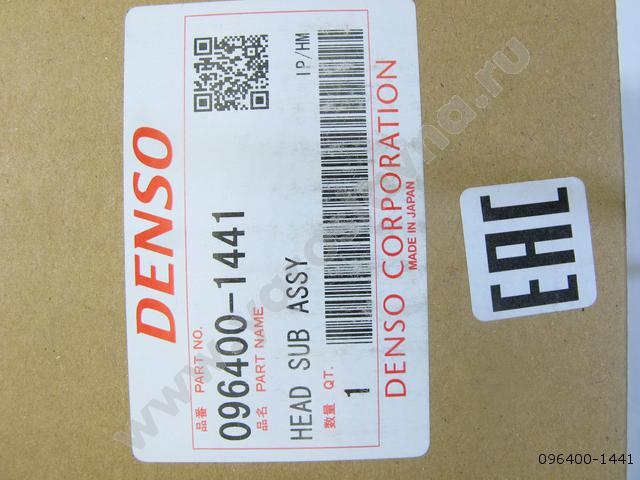 DENSO
品番 PART NO.
096400-1441
品名 PART NAME
HEAD SUB ASSY
数量 QT.
1
IP/HM
DENSO CORPORATION
MADE IN JAPAN
EAC
096400-1441